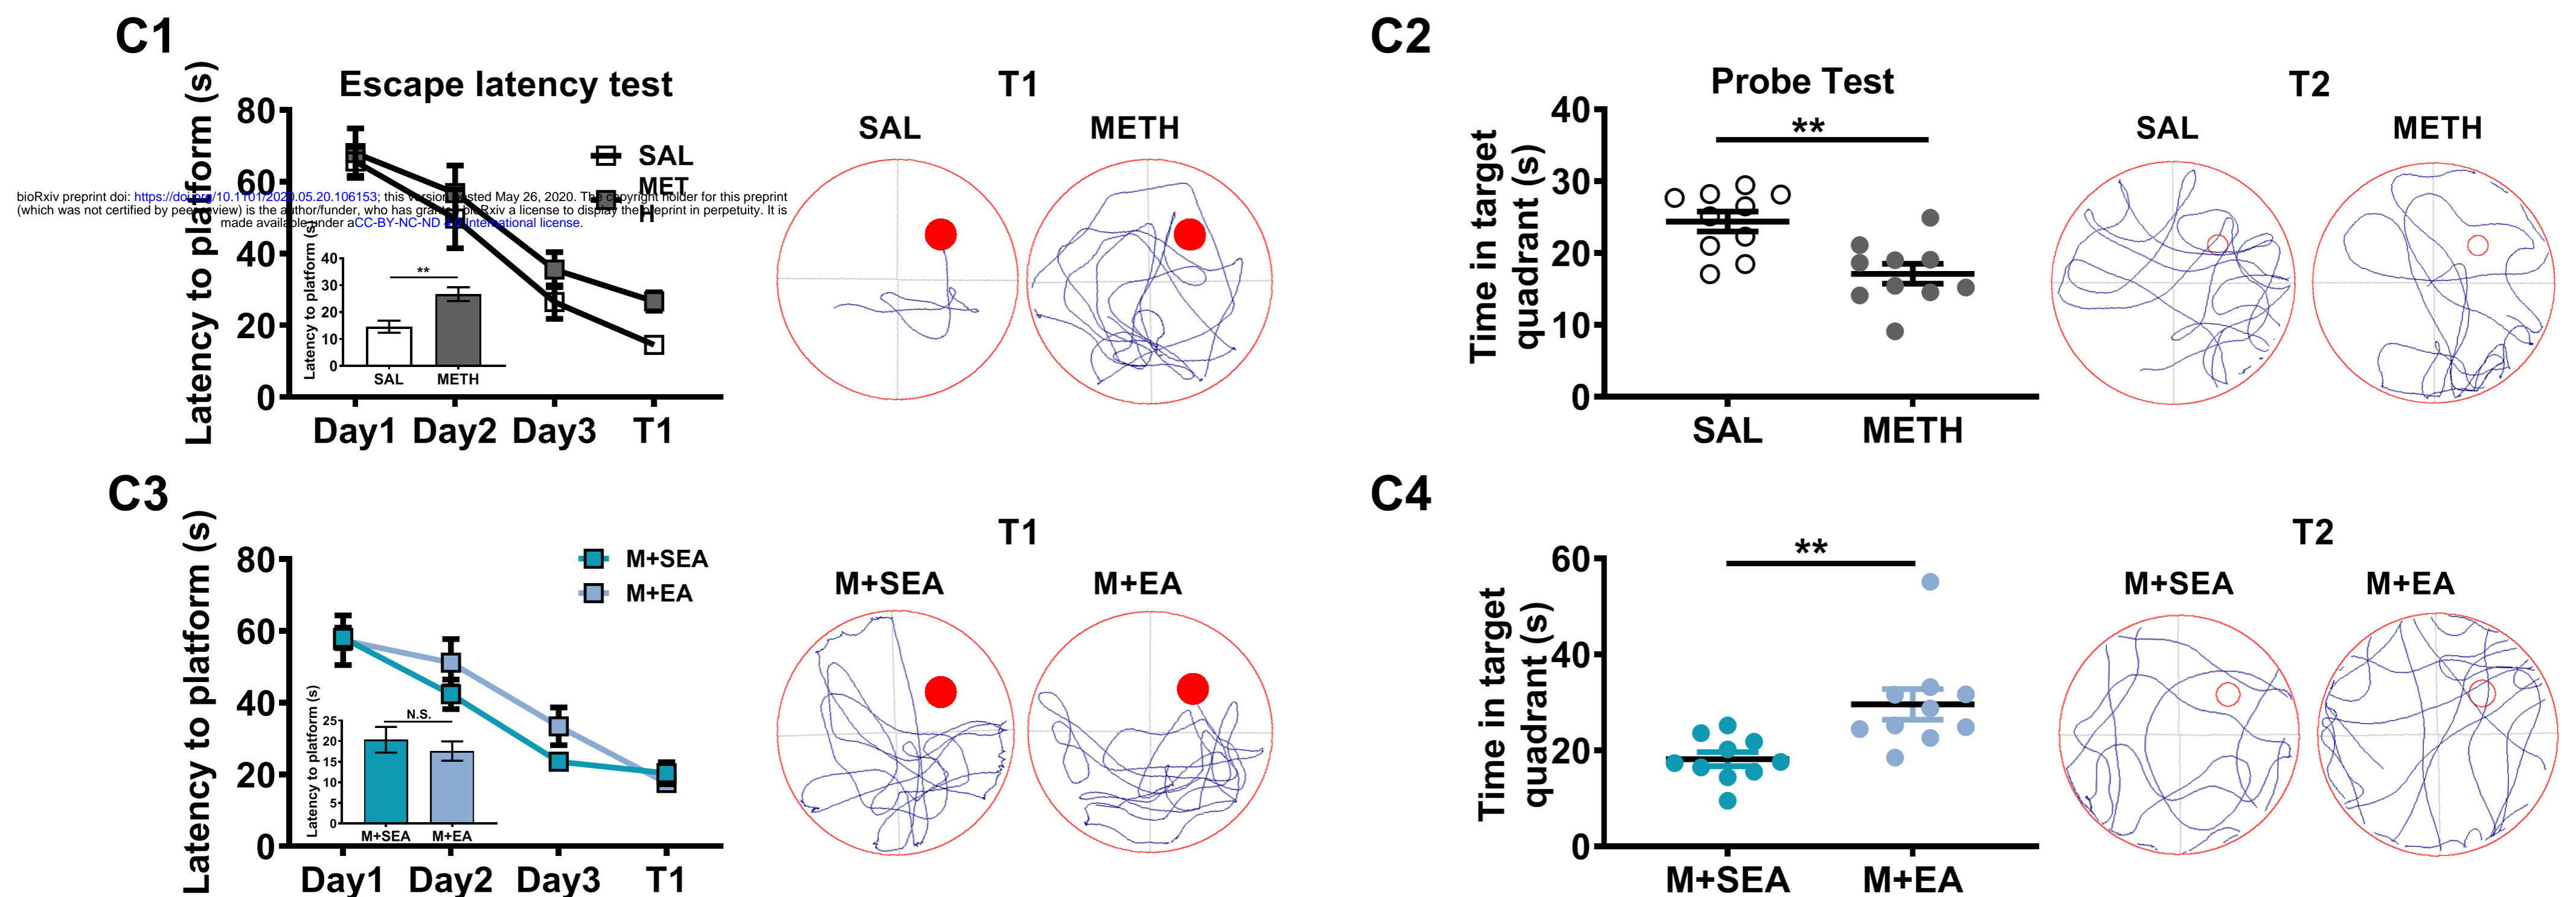 C1
Escape latency test
Latency to platform (s)
80
60
40
20
0
Day1 Day2 Day3 T1
SAL
MET
H
bioRxiv preprint doi: https://doi.org/10.1101/2020.05.20.106153; this version posted May 26, 2020. The copyright holder for this preprint
(which was not certified by peer review) is the author/funder, who has granted bioRxiv a license to display the preprint in perpetuity. It is
made available under aCC-BY-NC-ND 4.0 International license.
Latency to platform (s)
40
30
20
10
0
**
SAL METH
T1
SAL METH
C2
Probe Test
Time in target
quadrant (s)
40
30
20
10
0
**
SAL METH
T2
SAL METH
C3
Latency to platform (s)
80
60
40
20
0
Day1 Day2 Day3 T1
M+SEA
M+EA
Latency to platform (s)
25
20
15
10
5
0
N.S.
M+SEA M+EA
T1
M+SEA M+EA
C4
Time in target
quadrant (s)
60
40
20
0
**
M+SEA M+EA
T2
M+SEA M+EA